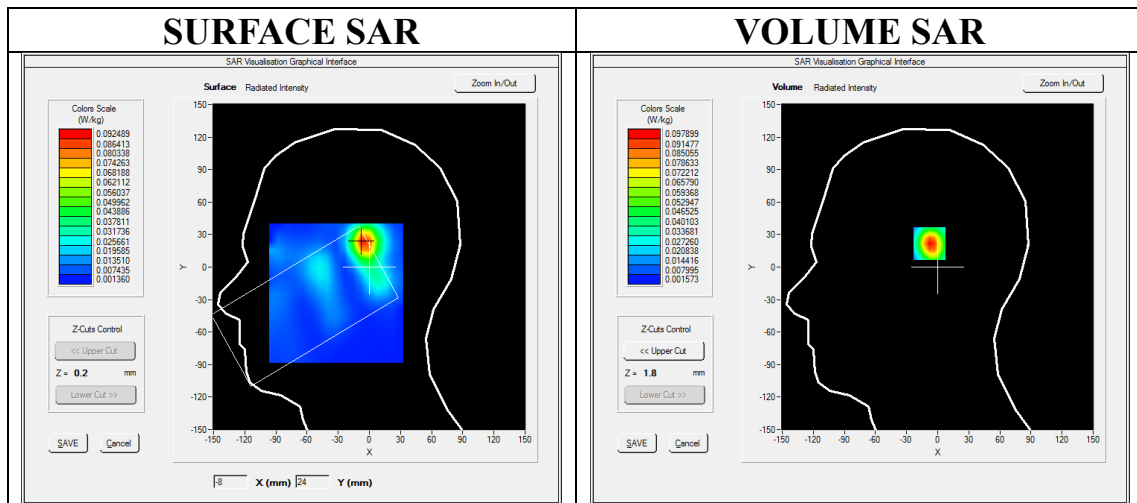 SURFACE SAR
SAR Visualisation Graphical Interface
Surface Radiated Intensity
Zoom In/Out
Colors Scale
(W/kg)
0.092489
0.086413
0.080338
0.074263
0.068188
0.062112
0.056037
0.049962
0.043886
0.037811
0.031736
0.025661
0.019585
0.013510
0.007435
0.001360
Z-Cuts Control
<< Upper Cut
Z = 0.2 mm
Lower Cut >>
SAVE Cancel
150
120
90
60
30
0
-30
-60
-90
-120
-150
Y
-150 -120 -90 -60 -30 0 30 60 90 120 150
X
-8 X (mm) 24 Y (mm)
VOLUME SAR
SAR Visualisation Graphical Interface
Volume Radiated Intensity
Zoom In/Out
Colors Scale
(W/kg)
0.097899
0.091477
0.085055
0.078633
0.072212
0.065790
0.059368
0.052947
0.046525
0.040103
0.033681
0.027260
0.020838
0.014416
0.007995
0.001573
Z-Cuts Control
<< Upper Cut
Z = 1.8 mm
Lower Cut >>
SAVE Cancel
150
120
90
60
30
0
-30
-60
-90
-120
-150
Y
-150 -120 -90 -60 -30 0 30 60 90 120 150
X